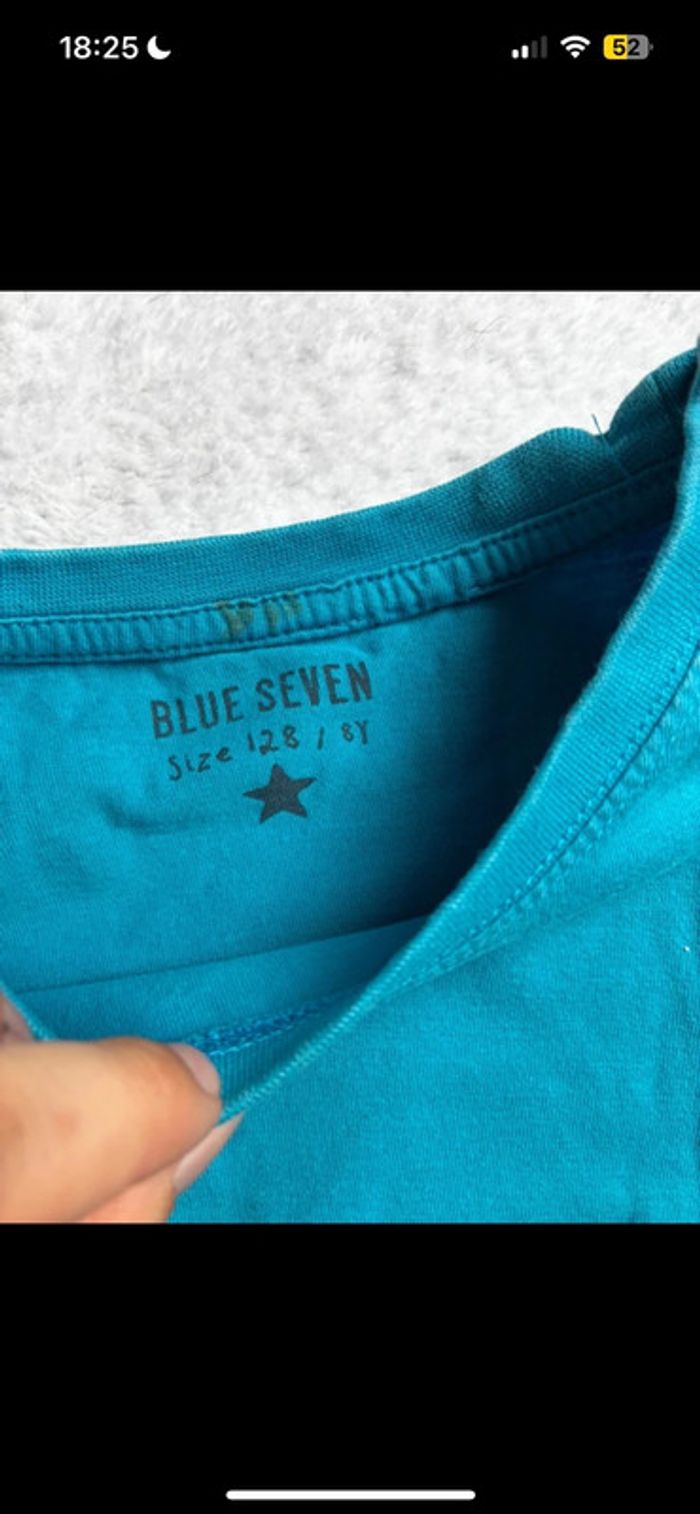 18:25
52
BLUE SEVEN
Size 128 / 8Y